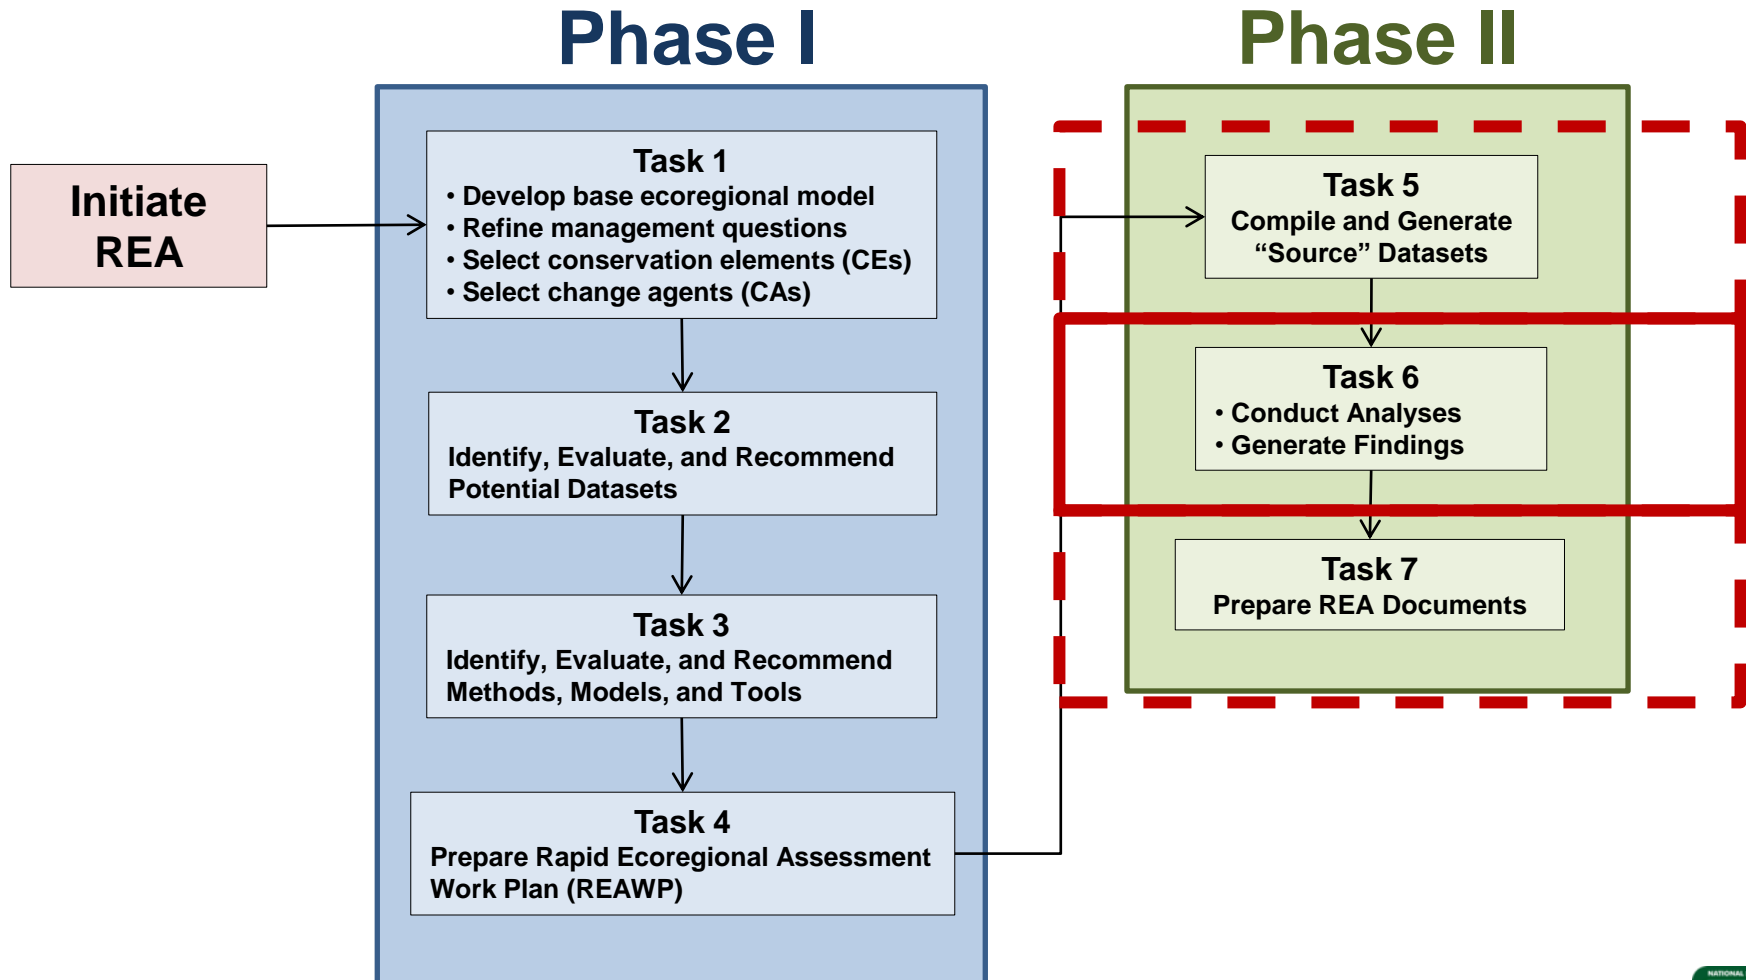 Phase I
Phase II
Initiate
REA
Task 1
• Develop base ecoregional model
• Refine management questions
• Select conservation elements (CEs)
• Select change agents (CAs)
Task 2
Identify, Evaluate, and Recommend
Potential Datasets
Task 3
Identify, Evaluate, and Recommend
Methods, Models, and Tools
Task 4
Prepare Rapid Ecoregional Assessment
Work Plan (REAWP)
Task 5
Compile and Generate
“Source” Datasets
Task 6
• Conduct Analyses
• Generate Findings
Task 7
Prepare REA Documents
NATIONAL